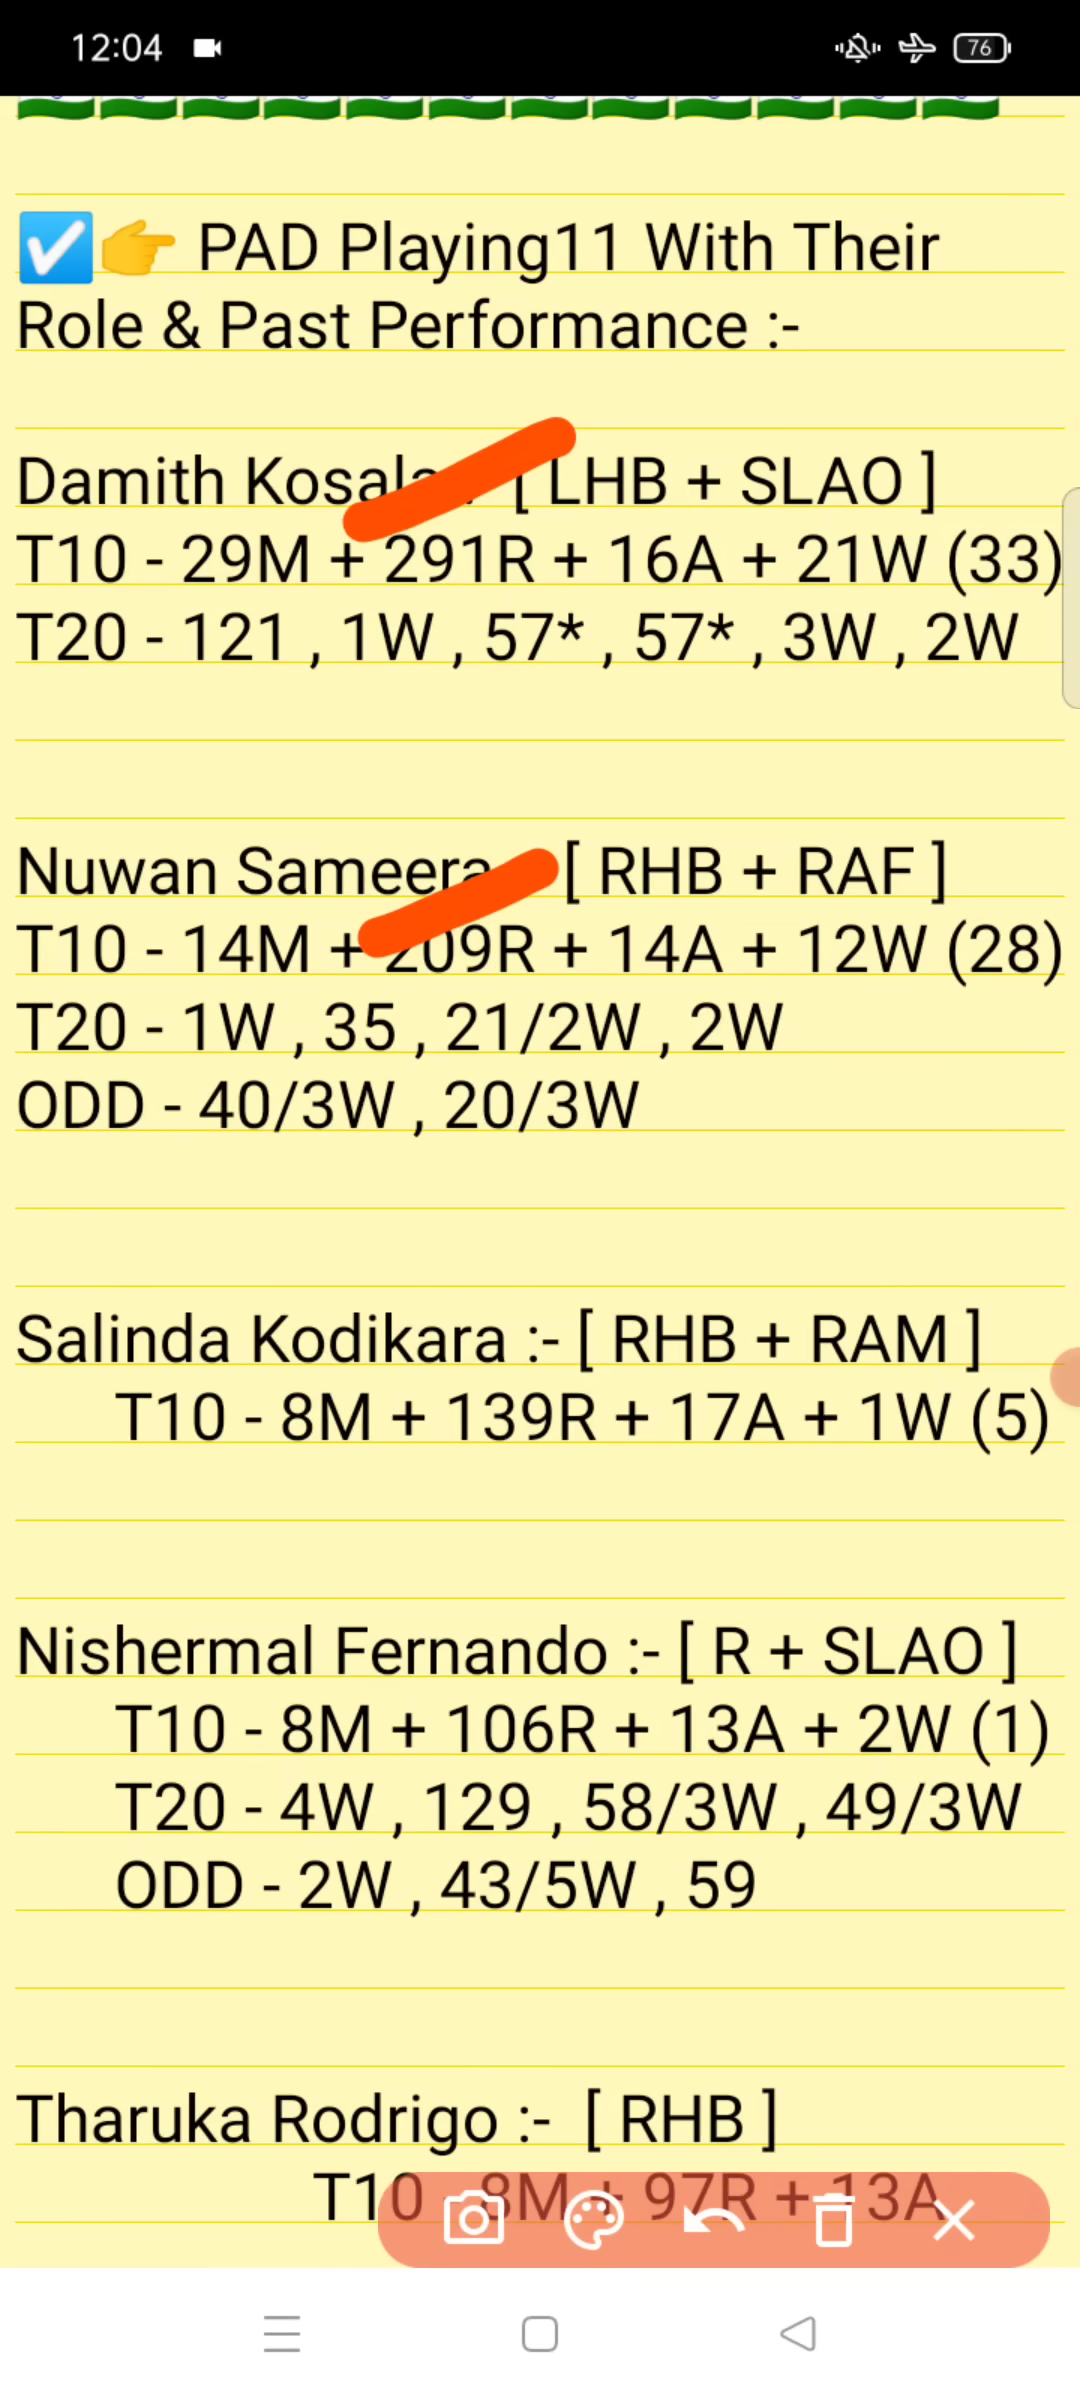 12:04
76
PAD Playing11 With Their
Role & Past Performance :-
Damith [ LHB + SLAO ]
T10 - 29M + 291R + 16A + 21W (33)
T20 - 121 , 1W , 57* , 57* , 3W , 2W
Nuwan Sameera [ RHB + RAF ]
T10 - 14M + 209R + 14A + 12W (28)
T20 - 1W , 35 , 21/2W , 2W
ODD - 40/3W , 20/3W
Salinda Kodikara :- [ RHB + RAM ]
T10 - 8M + 139R + 17A + 1W (5)
Nishermal Fernando :- [ R + SLAO ]
T10 - 8M + 106R + 13A + 2W (1)
T20 - 4W , 129 , 58/3W , 49/3W
ODD - 2W , 43/5W , 59
Tharuka Rodrigo :- [ RHB ]
T10 - 8M + 97R + 13A